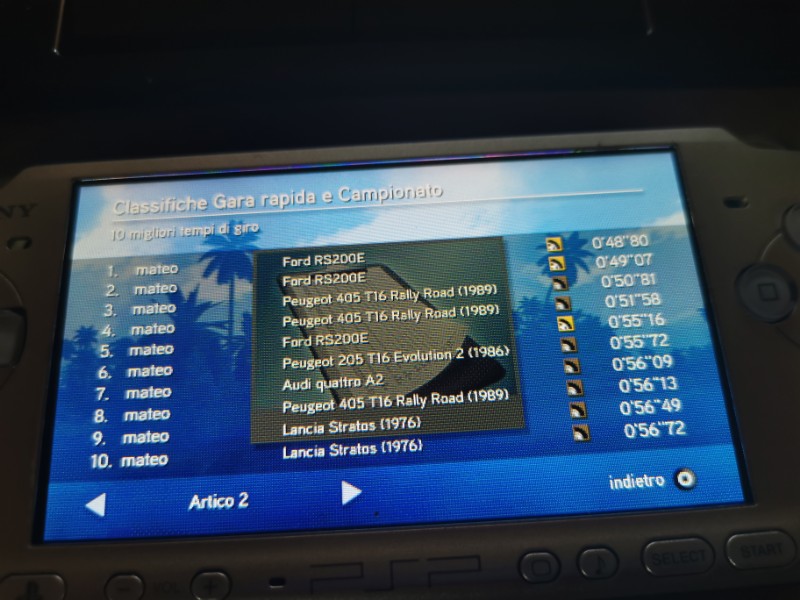 Classifiche Gara rapida e Campionato
10 migliori tempi di giro
1. mateo Ford RS200E 0'48"80
2. mateo Ford RS200E 0'49"07
3. mateo Peugeot 405 T16 Rally Road (1989) 0'50"81
4. mateo Peugeot 405 T16 Rally Road (1989) 0'51"58
5. mateo Ford RS200E 0'55"16
6. mateo Peugeot 205 T16 Evolution 2 (1986) 0'55"72
7. mateo Audi quattro A2 0'56"09
8. mateo Peugeot 405 T16 Rally Road (1989) 0'56"13
9. mateo Lancia Stratos (1976) 0'56"49
10. mateo Lancia Stratos (1976) 0'56"72
Artico 2
indietro
PSP
SELECT
START